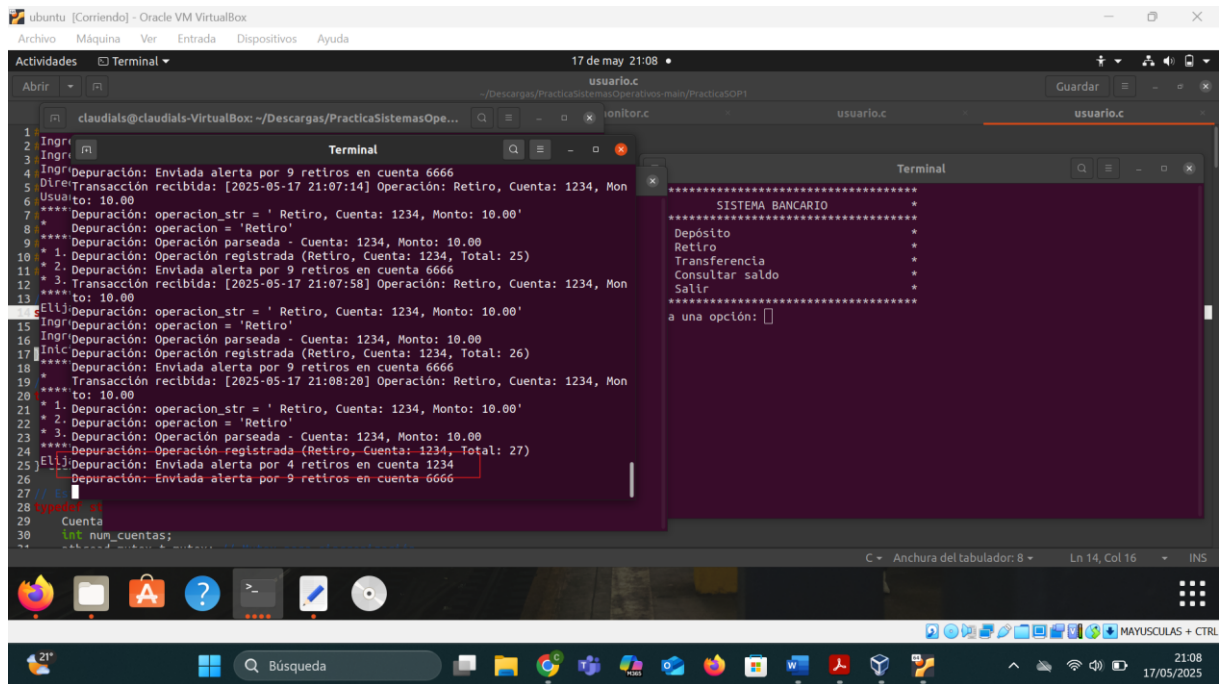 ubuntu [Corriendo] - Oracle VM VirtualBox
Archivo Máquina Ver Entrada Dispositivos Ayuda
Actividades Terminal 17 de may 21:08
Abrir usuario.c Guardar
~/Descargas/PracticaSistemasOperativos-main/PracticaSOP1
claudials@claudials-VirtualBox: ~/Descargas/PracticaSistemasOpe... usuario.c usuario.c
Terminal
Depuración: Enviada alerta por 9 retiros en cuenta 6666
Transacción recibida: [2025-05-17 21:07:14] Operación: Retiro, Cuenta: 1234, Mon
to: 10.00
Depuración: operacion_str = ' Retiro, Cuenta: 1234, Monto: 10.00'
Depuración: operacion = 'Retiro'
Depuración: Operación parseada - Cuenta: 1234, Monto: 10.00
Depuración: Operación registrada (Retiro, Cuenta: 1234, Total: 25)
Depuración: Enviada alerta por 9 retiros en cuenta 6666
Transacción recibida: [2025-05-17 21:07:58] Operación: Retiro, Cuenta: 1234, Mon
to: 10.00
Depuración: operacion_str = ' Retiro, Cuenta: 1234, Monto: 10.00'
Depuración: operacion = 'Retiro'
Depuración: Operación parseada - Cuenta: 1234, Monto: 10.00
Depuración: Operación registrada (Retiro, Cuenta: 1234, Total: 26)
Depuración: Enviada alerta por 9 retiros en cuenta 6666
Transacción recibida: [2025-05-17 21:08:20] Operación: Retiro, Cuenta: 1234, Mon
to: 10.00
Depuración: operacion_str = ' Retiro, Cuenta: 1234, Monto: 10.00'
Depuración: operacion = 'Retiro'
Depuración: Operación parseada - Cuenta: 1234, Monto: 10.00
Depuración: Operación registrada (Retiro, Cuenta: 1234, Total: 27)
Depuración: Enviada alerta por 4 retiros en cuenta 1234
Depuración: Enviada alerta por 9 retiros en cuenta 6666
Terminal
*************************************
SISTEMA BANCARIO *
*************************************
Depósito *
Retiro *
Transferencia *
Consultar saldo *
Salir *
*************************************
a una opción:
28 typedef
29 Cuenta
30 int num_cuentas;
C Anchura del tabulador: 8 Ln 14, Col 16 INS
MAYUSCULAS + CTRL
21° Búsqueda 21:08
17/05/2025